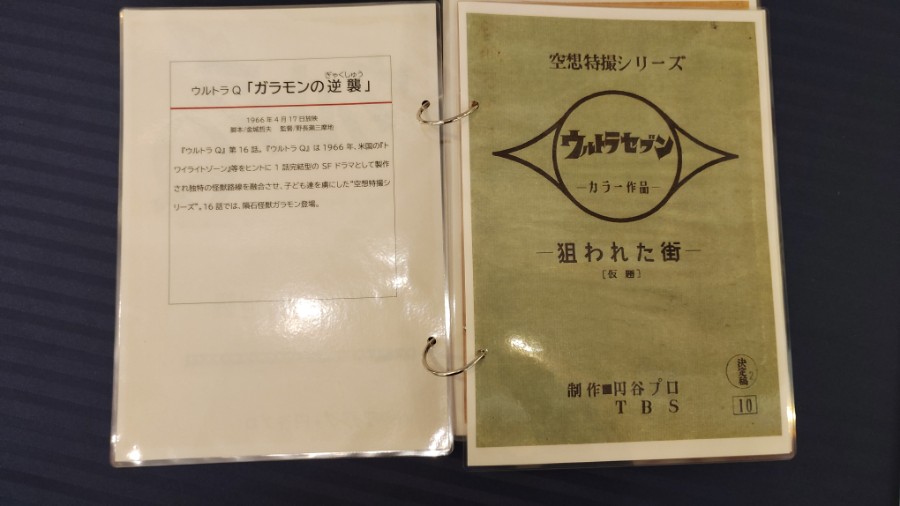 ぎゃくしゅう
ウルトラQ「ガラモンの逆襲」
1966年4月17日放映
脚本/金城哲夫 監督/野長瀬三摩地
『ウルトラQ』第16話。『ウルトラQ』は1966年、米国の『ト
ワイライトゾーン』等をヒントに1話完結型のSFドラマとして製作
され独特の怪獣路線を融合させ、子ども達を虜にした“空想特撮シ
リーズ”。16話では、隕石怪獣ガラモン登場。
空想特撮シリーズ
ウルトラセブン
―カラー作品―
―狙われた街―
〔仮題〕
決定稿
制作■円谷プロ
TBS
10